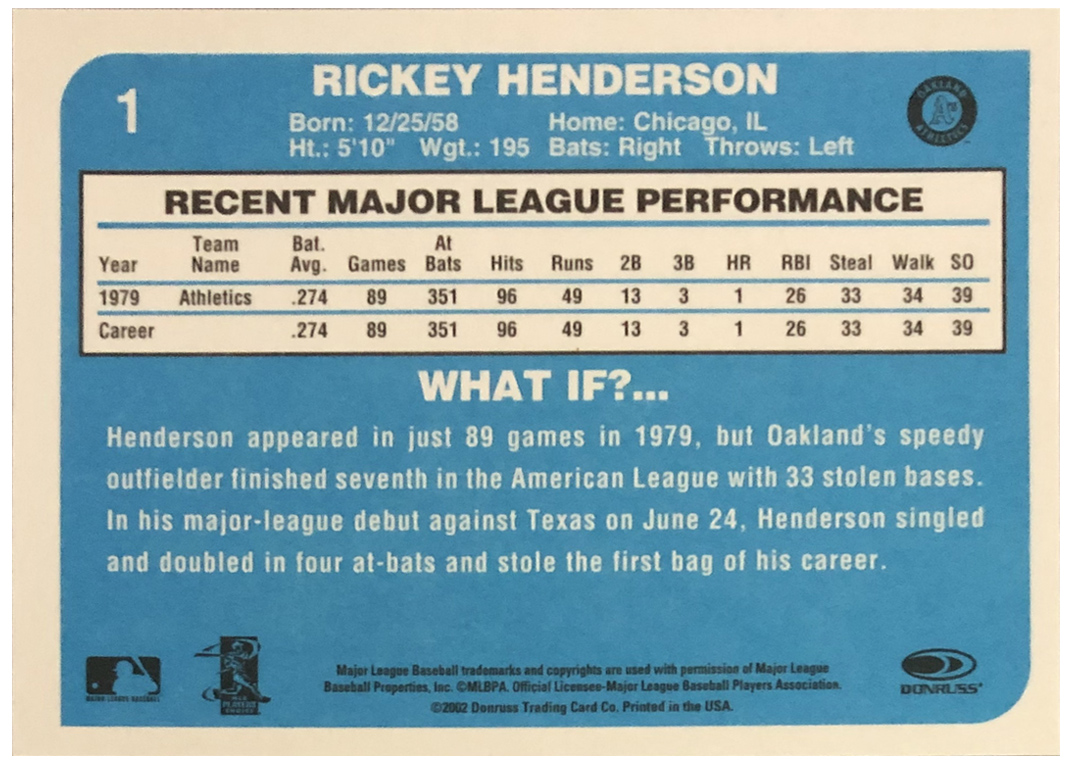 1
RICKEY HENDERSON
Born: 12/25/58 Home: Chicago, IL
Ht.: 5'10" Wgt.: 195 Bats: Right Throws: Left
OAKLAND A's ATHLETICS
RECENT MAJOR LEAGUE PERFORMANCE
Year Team Name Bat. Avg. Games At Bats Hits Runs 2B 3B HR RBI Steal Walk SO
1979 Athletics .274 89 351 96 49 13 3 1 26 33 34 39
Career .274 89 351 96 49 13 3 1 26 33 34 39
WHAT IF?...
Henderson appeared in just 89 games in 1979, but Oakland's speedy
outfielder finished seventh in the American League with 33 stolen bases.
In his major-league debut against Texas on June 24, Henderson singled
and doubled in four at-bats and stole the first bag of his career.
MAJOR LEAGUE BASEBALL
PLAYERS CHOICE
Major League Baseball trademarks and copyrights are used with permission of Major League
Baseball Properties, Inc. ©MLBPA. Official Licensee-Major League Baseball Players Association.
©2002 Donruss Trading Card Co. Printed in the USA.
DONRUSS